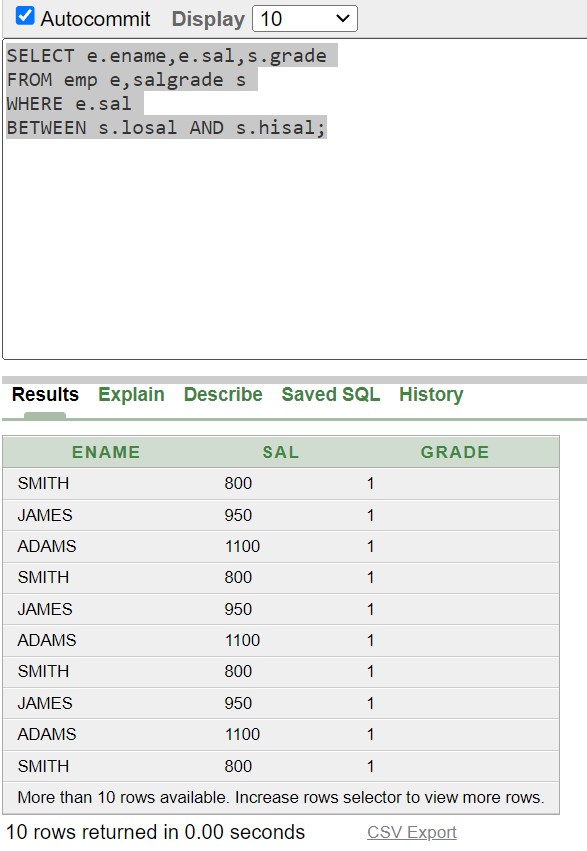 Autocommit Display 10
SELECT e.ename,e.sal,s.grade
FROM emp e,salgrade s
WHERE e.sal
BETWEEN s.losal AND s.hisal;
Results Explain Describe Saved SQL History
ENAME SAL GRADE
SMITH 800 1
JAMES 950 1
ADAMS 1100 1
SMITH 800 1
JAMES 950 1
ADAMS 1100 1
SMITH 800 1
JAMES 950 1
ADAMS 1100 1
SMITH 800 1
More than 10 rows available. Increase rows selector to view more rows.
10 rows returned in 0.00 seconds CSV Export